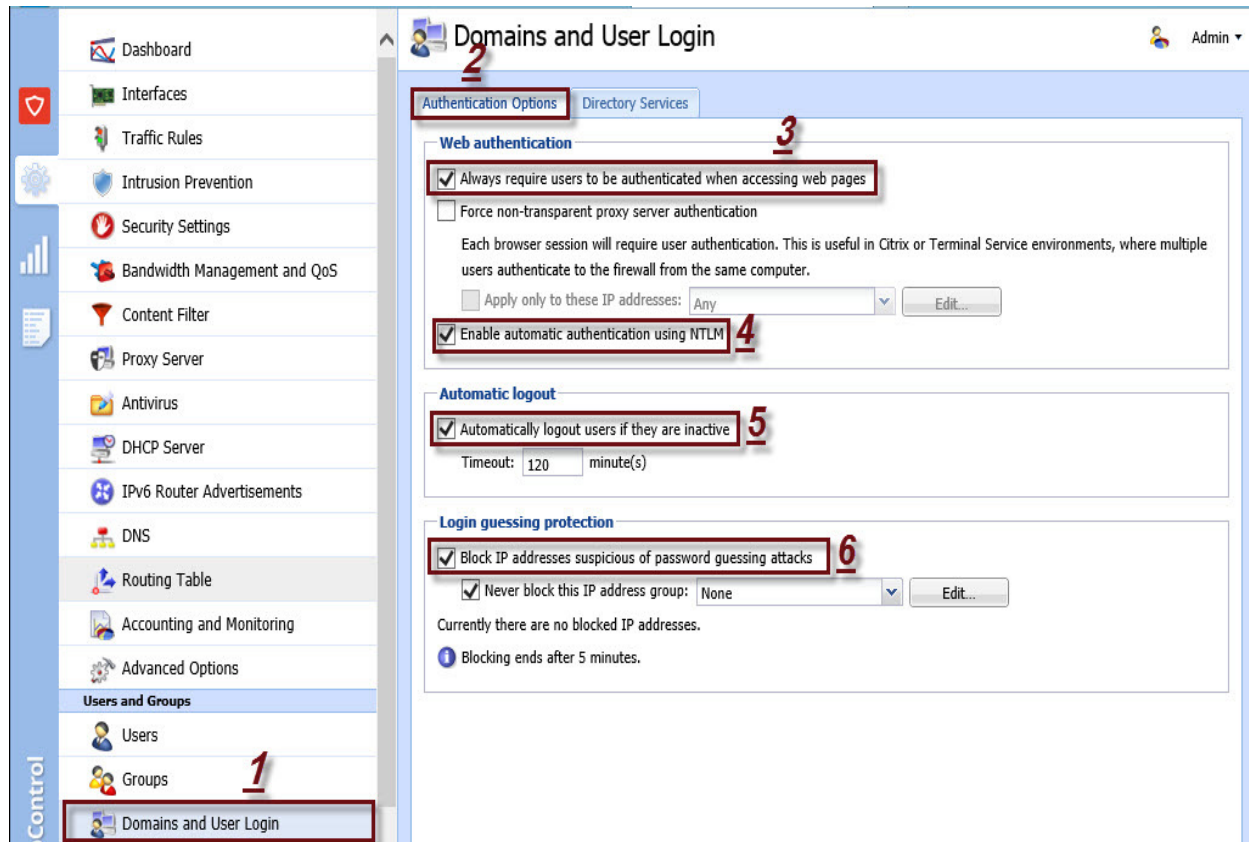 Dashboard
Interfaces
Traffic Rules
Intrusion Prevention
Security Settings
Bandwidth Management and QoS
Content Filter
Proxy Server
Antivirus
DHCP Server
IPv6 Router Advertisements
DNS
Routing Table
Accounting and Monitoring
Advanced Options
Users and Groups
Users
Groups
1
Domains and User Login
Control
Domains and User Login
Admin
2
Authentication Options
Directory Services
Web authentication
3
Always require users to be authenticated when accessing web pages
Force non-transparent proxy server authentication
Each browser session will require user authentication. This is useful in Citrix or Terminal Service environments, where multiple
users authenticate to the firewall from the same computer.
Apply only to these IP addresses: Any Edit...
Enable automatic authentication using NTLM 4
Automatic logout
Automatically logout users if they are inactive 5
Timeout: 120 minute(s)
Login guessing protection
Block IP addresses suspicious of password guessing attacks 6
Never block this IP address group: None Edit...
Currently there are no blocked IP addresses.
Blocking ends after 5 minutes.